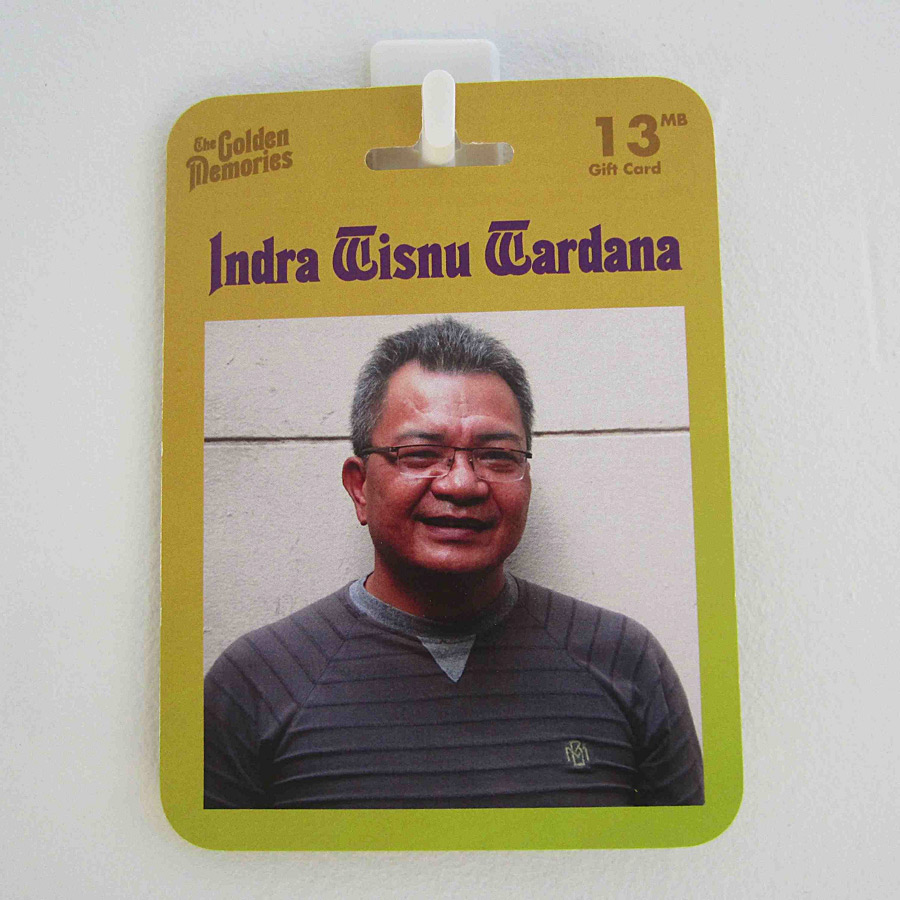 The Golden
Memories
13 MB
Gift Card
Indra Wisnu Wardana